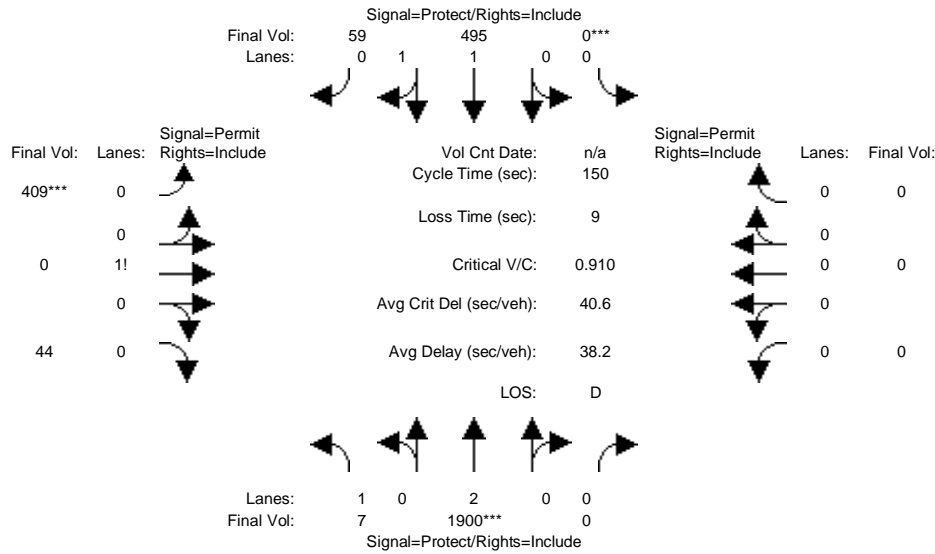 Signal=Protect/Rights=Include
Final Vol: 59 495 0***
Lanes: 0 1 1 0 0
Signal=Permit Signal=Permit
Final Vol: Lanes: Rights=Include Vol Cnt Date: n/a Rights=Include Lanes: Final Vol:
Cycle Time (sec): 150
409*** 0 0 0
Loss Time (sec): 9
0 0
0 1! Critical V/C: 0.910 0 0
0 Avg Crit Del (sec/veh): 40.6 0
44 0 Avg Delay (sec/veh): 38.2 0 0
LOS: D
Lanes: 1 0 2 0 0
Final Vol: 7 1900*** 0
Signal=Protect/Rights=Include